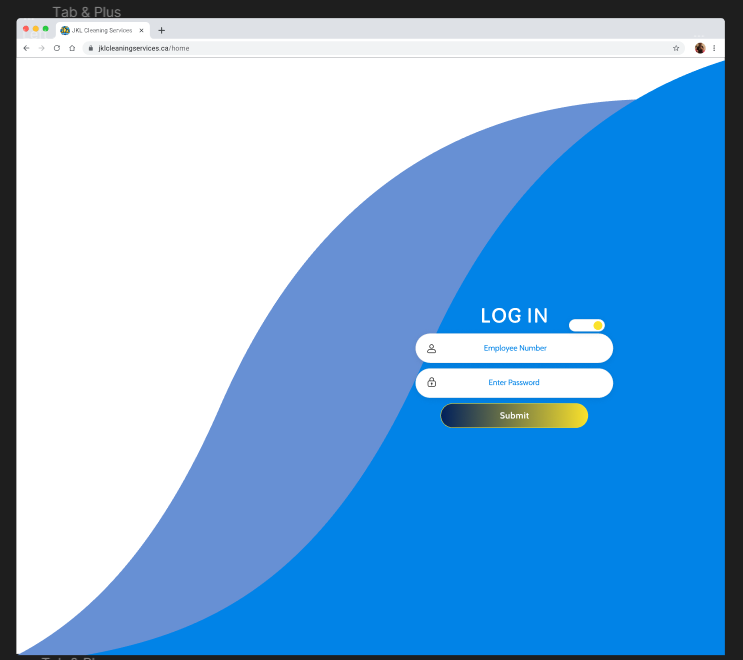 Tab & Plus
JKL Cleaning Services
jklcleaningservices.ca/home
LOG IN
Employee Number
Enter Password
Submit